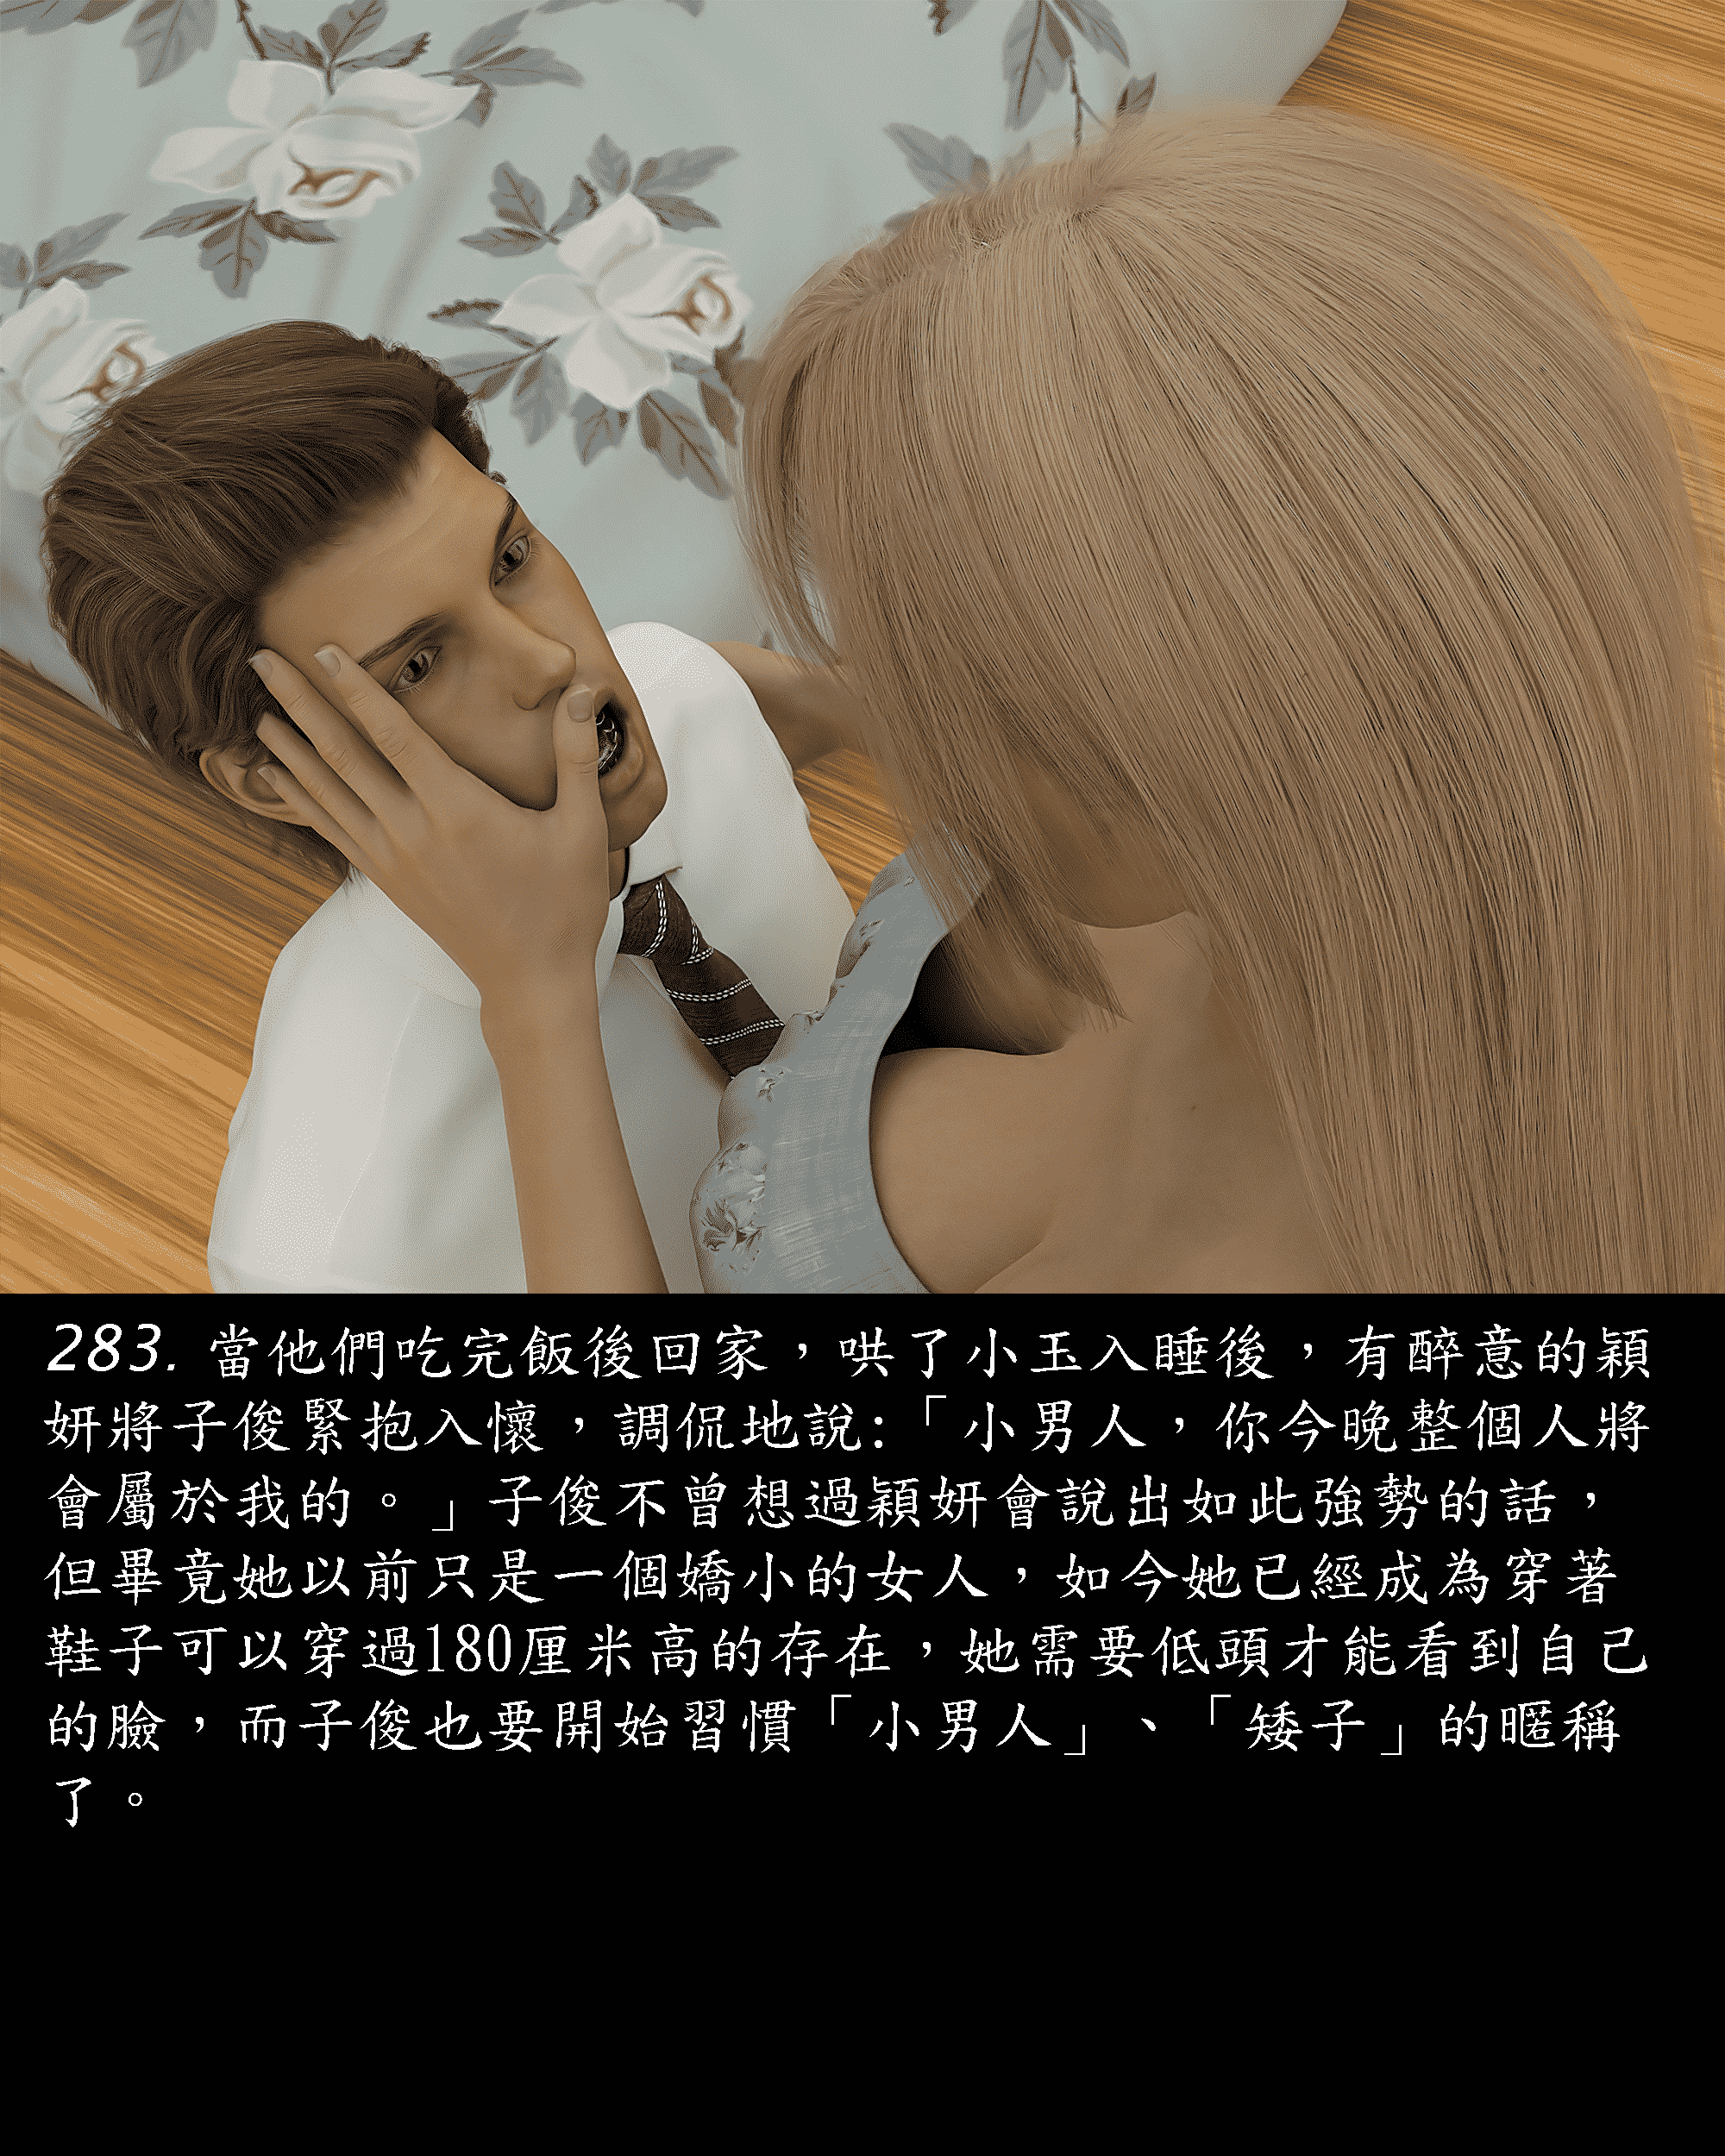 283. 當他們吃完飯後回家，哄了小玉入睡後，有醉意的穎
妍將子俊緊抱入懷，調侃地說:「小男人，你今晚整個人將
會屬於我的。」子俊不曾想過穎妍會說出如此強勢的話，
但畢竟她以前只是一個嬌小的女人，如今她已經成為穿著
鞋子可以穿過180厘米高的存在，她需要低頭才能看到自己
的臉，而子俊也要開始習慣「小男人」、「矮子」的暱稱
了。